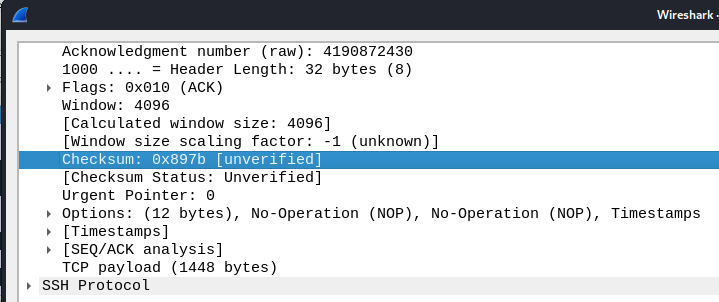 Wireshark -
Acknowledgment number (raw): 4190872430
1000 .... = Header Length: 32 bytes (8)
Flags: 0x010 (ACK)
Window: 4096
[Calculated window size: 4096]
[Window size scaling factor: -1 (unknown)]
Checksum: 0x897b [unverified]
[Checksum Status: Unverified]
Urgent Pointer: 0
Options: (12 bytes), No-Operation (NOP), No-Operation (NOP), Timestamps
[Timestamps]
[SEQ/ACK analysis]
TCP payload (1448 bytes)
SSH Protocol